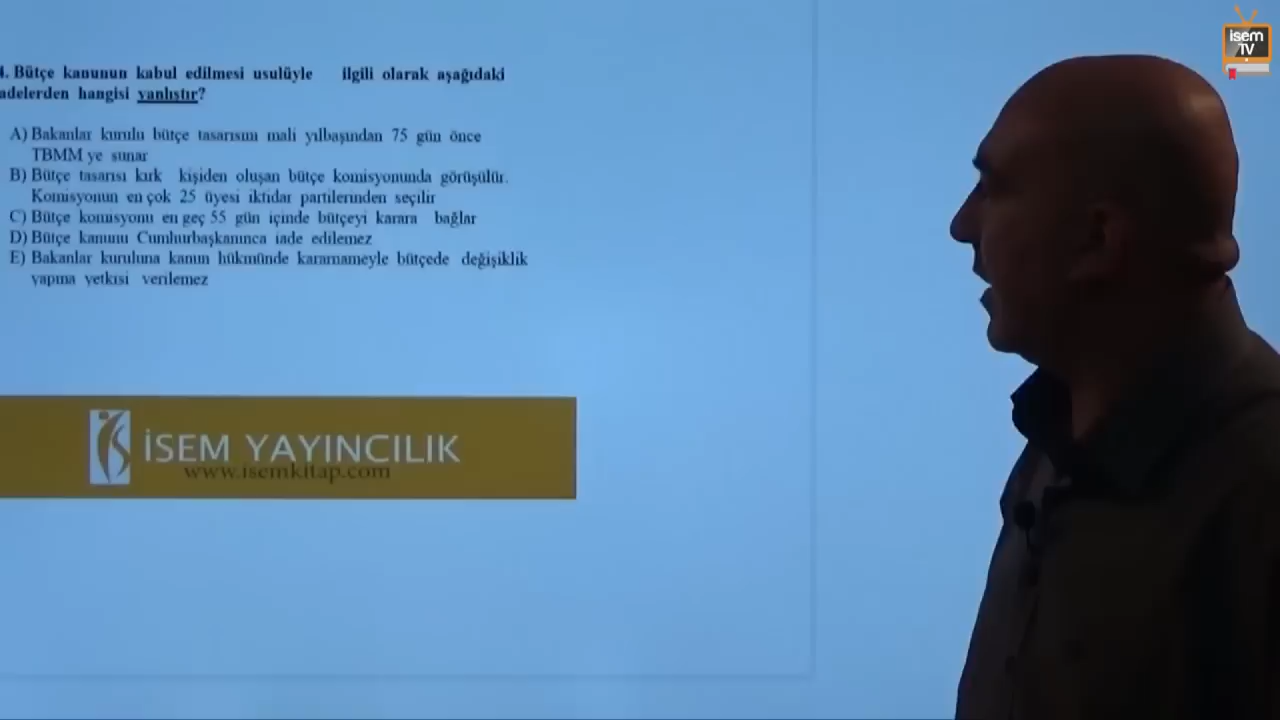 4. Bütçe kanunun kabul edilmesi usulüyle ilgili olarak aşağıdaki
adelerden hangisi yanlıştır?
A) Bakanlar kurulu bütçe tasarısını mali yılbaşından 75 gün önce
TBMM ye sunar
B) Bütçe tasarısı kırk kişiden oluşan bütçe komisyonunda görüşülür.
Komisyonun en çok 25 üyesi iktidar partilerinden seçilir
C) Bütçe komisyonu en geç 55 gün içinde bütçeyi karara bağlar
D) Bütçe kanunu Cumhurbaşkanınca iade edilemez
E) Bakanlar kuruluna kanun hükmünde kararnameyle bütçede değişiklik
yapma yetkisi verilemez
İSEM YAYINCILIK
www.isemkitap.com
isem
TV